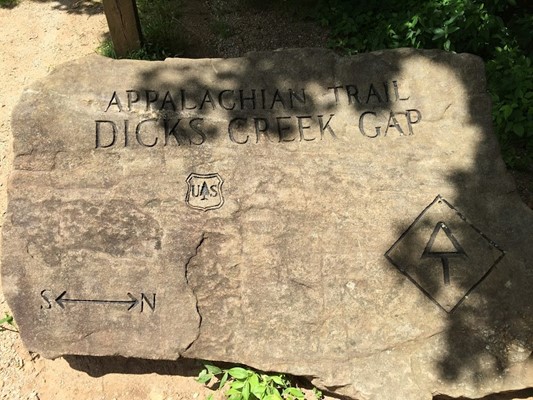 APPALACHIAN TRAIL
DICKS CREEK GAP
U S
S N